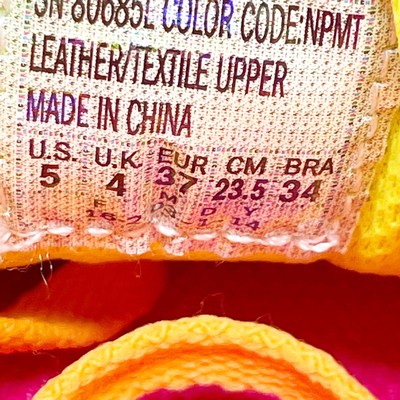 SN 80685L COLOR CODE:NPMT
LEATHER/TEXTILE UPPER
MADE IN CHINA
U.S. U.K EUR CM BRA
5 4 37 23.5 34